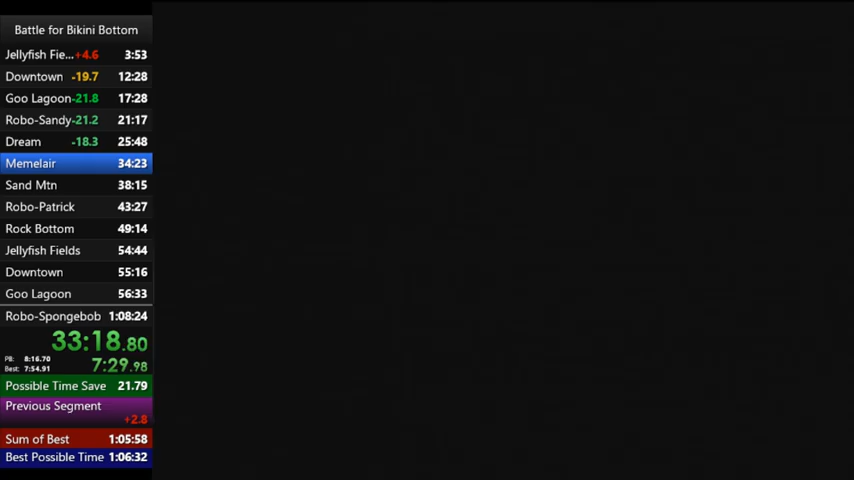 Battle for Bikini Bottom
Jellyfish Fie... +4.6 3:53
Downtown -19.7 12:28
Goo Lagoon -21.8 17:28
Robo-Sandy -21.2 21:17
Dream -18.3 25:48
Memelair 34:23
Sand Mtn 38:15
Robo-Patrick 43:27
Rock Bottom 49:14
Jellyfish Fields 54:44
Downtown 55:16
Goo Lagoon 56:33
Robo-Spongebob 1:08:24
33:18.80
PB: 8:16.70
Best: 7:54.91
7:29.98
Possible Time Save 21.79
Previous Segment
+2.8
Sum of Best 1:05:58
Best Possible Time 1:06:32